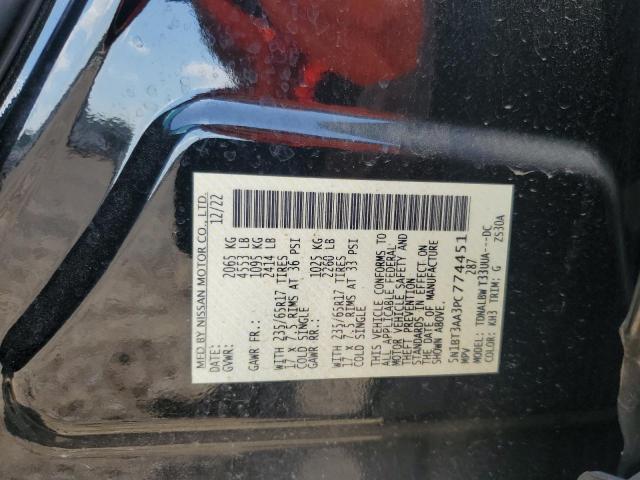 MFD BY NISSAN MOTOR CO., LTD.
DATE: 12/22
GVWR: 2065 KG
4553 LB
GAWR FR.: 1095 KG
2414 LB
WITH 235/65R17 TIRES
17 X 7.5 RIMS AT 36 PSI
COLD SINGLE
GAWR RR.: 1025 KG
2260 LB
WITH 235/65R17 TIRES
17 X 7.5 RIMS AT 33 PSI
COLD SINGLE
THIS VEHICLE CONFORMS TO
ALL APPLICABLE FEDERAL
MOTOR VEHICLE SAFETY AND
THEFT PREVENTION
STANDARDS IN EFFECT ON
THE DATE OF MANUFACTURE
SHOWN ABOVE.
5N1BT3AA3PC774451
MPV 287
MODEL: TDNALBW T33OUA---DC
COLOR: KH3 TRIM: G
Z530A